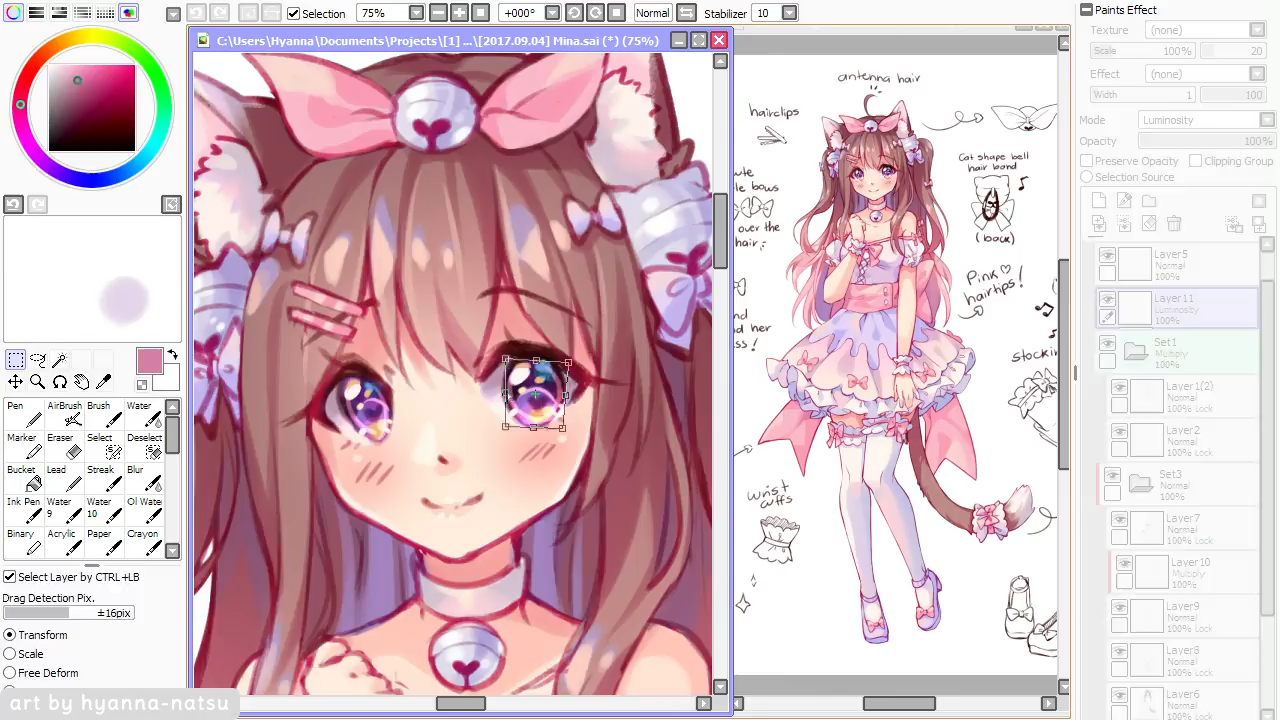 Selection
75%
+000°
Normal
Stabilizer
10
C:\Users\Hyanna\Documents\Projects\[1] ...\[2017.09.04] Mina.sai (*) (75%)
Pen
AirBrush
Brush
Water
Marker
Eraser
Select
Deselect
Bucket
Lead
Streak
Blur
Ink Pen
Water 9
Water 10
Oil Water
Binary
Acrylic
Paper
Crayon
Select Layer by CTRL+LB
Drag Detection Pix.
±16pix
Transform
Scale
Free Deform
art by hyanna-natsu
antenna hair
hairclips
bows
over the
hair
Cat shape bell
hair band
(back)
Pink
hairtips!
wrist
cuffs
Paints Effect
Texture
(none)
Scale
100%
20
Effect
(none)
Width
1
100
Mode
Luminosity
Opacity
100%
Preserve Opacity
Clipping Group
Selection Source
Layer5
Normal
100%
Layer11
Luminosity
100%
Set1
Multiply
100%
Layer1(2)
Normal
100% Lock
Layer2
Normal
100% Lock
Set3
Normal
100%
Layer7
Normal
100% Lock
Layer10
Multiply
100%
Layer9
Normal
100% Lock
Layer8
Normal
100% Lock
Layer6
Normal